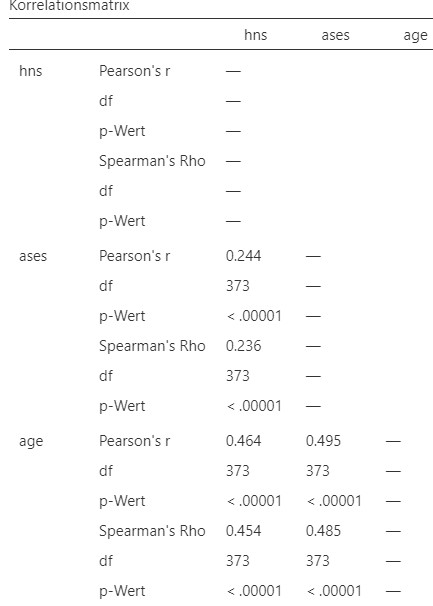 Korrelationsmatrix
hns ases age
hns Pearson's r —
df —
p-Wert —
Spearman's Rho —
df —
p-Wert —
ases Pearson's r 0.244 —
df 373 —
p-Wert < .00001 —
Spearman's Rho 0.236 —
df 373 —
p-Wert < .00001 —
age Pearson's r 0.464 0.495 —
df 373 373 —
p-Wert < .00001 < .00001 —
Spearman's Rho 0.454 0.485 —
df 373 373 —
p-Wert < .00001 < .00001 —